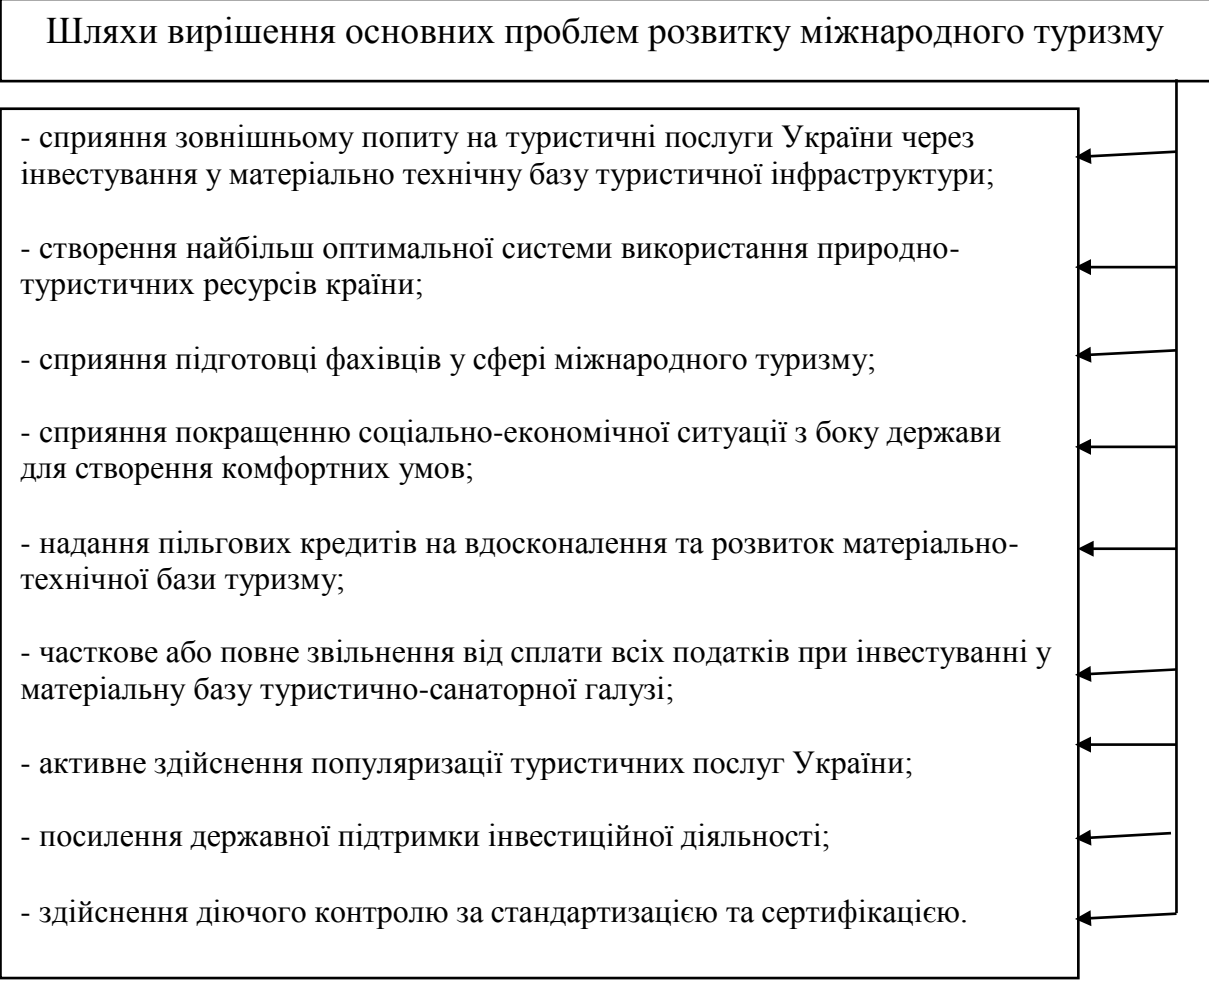 Шляхи вирішення основних проблем розвитку міжнародного туризму
- сприяння зовнішньому попиту на туристичні послуги України через
інвестування у матеріально технічну базу туристичної інфраструктури;
- створення найбільш оптимальної системи використання природно-
туристичних ресурсів країни;
- сприяння підготовці фахівців у сфері міжнародного туризму;
- сприяння покращенню соціально-економічної ситуації з боку держави
для створення комфортних умов;
- надання пільгових кредитів на вдосконалення та розвиток матеріально-
технічної бази туризму;
- часткове або повне звільнення від сплати всіх податків при інвестуванні у
матеріальну базу туристично-санаторної галузі;
- активне здійснення популяризації туристичних послуг України;
- посилення державної підтримки інвестиційної діяльності;
- здійснення діючого контролю за стандартизацією та сертифікацією.